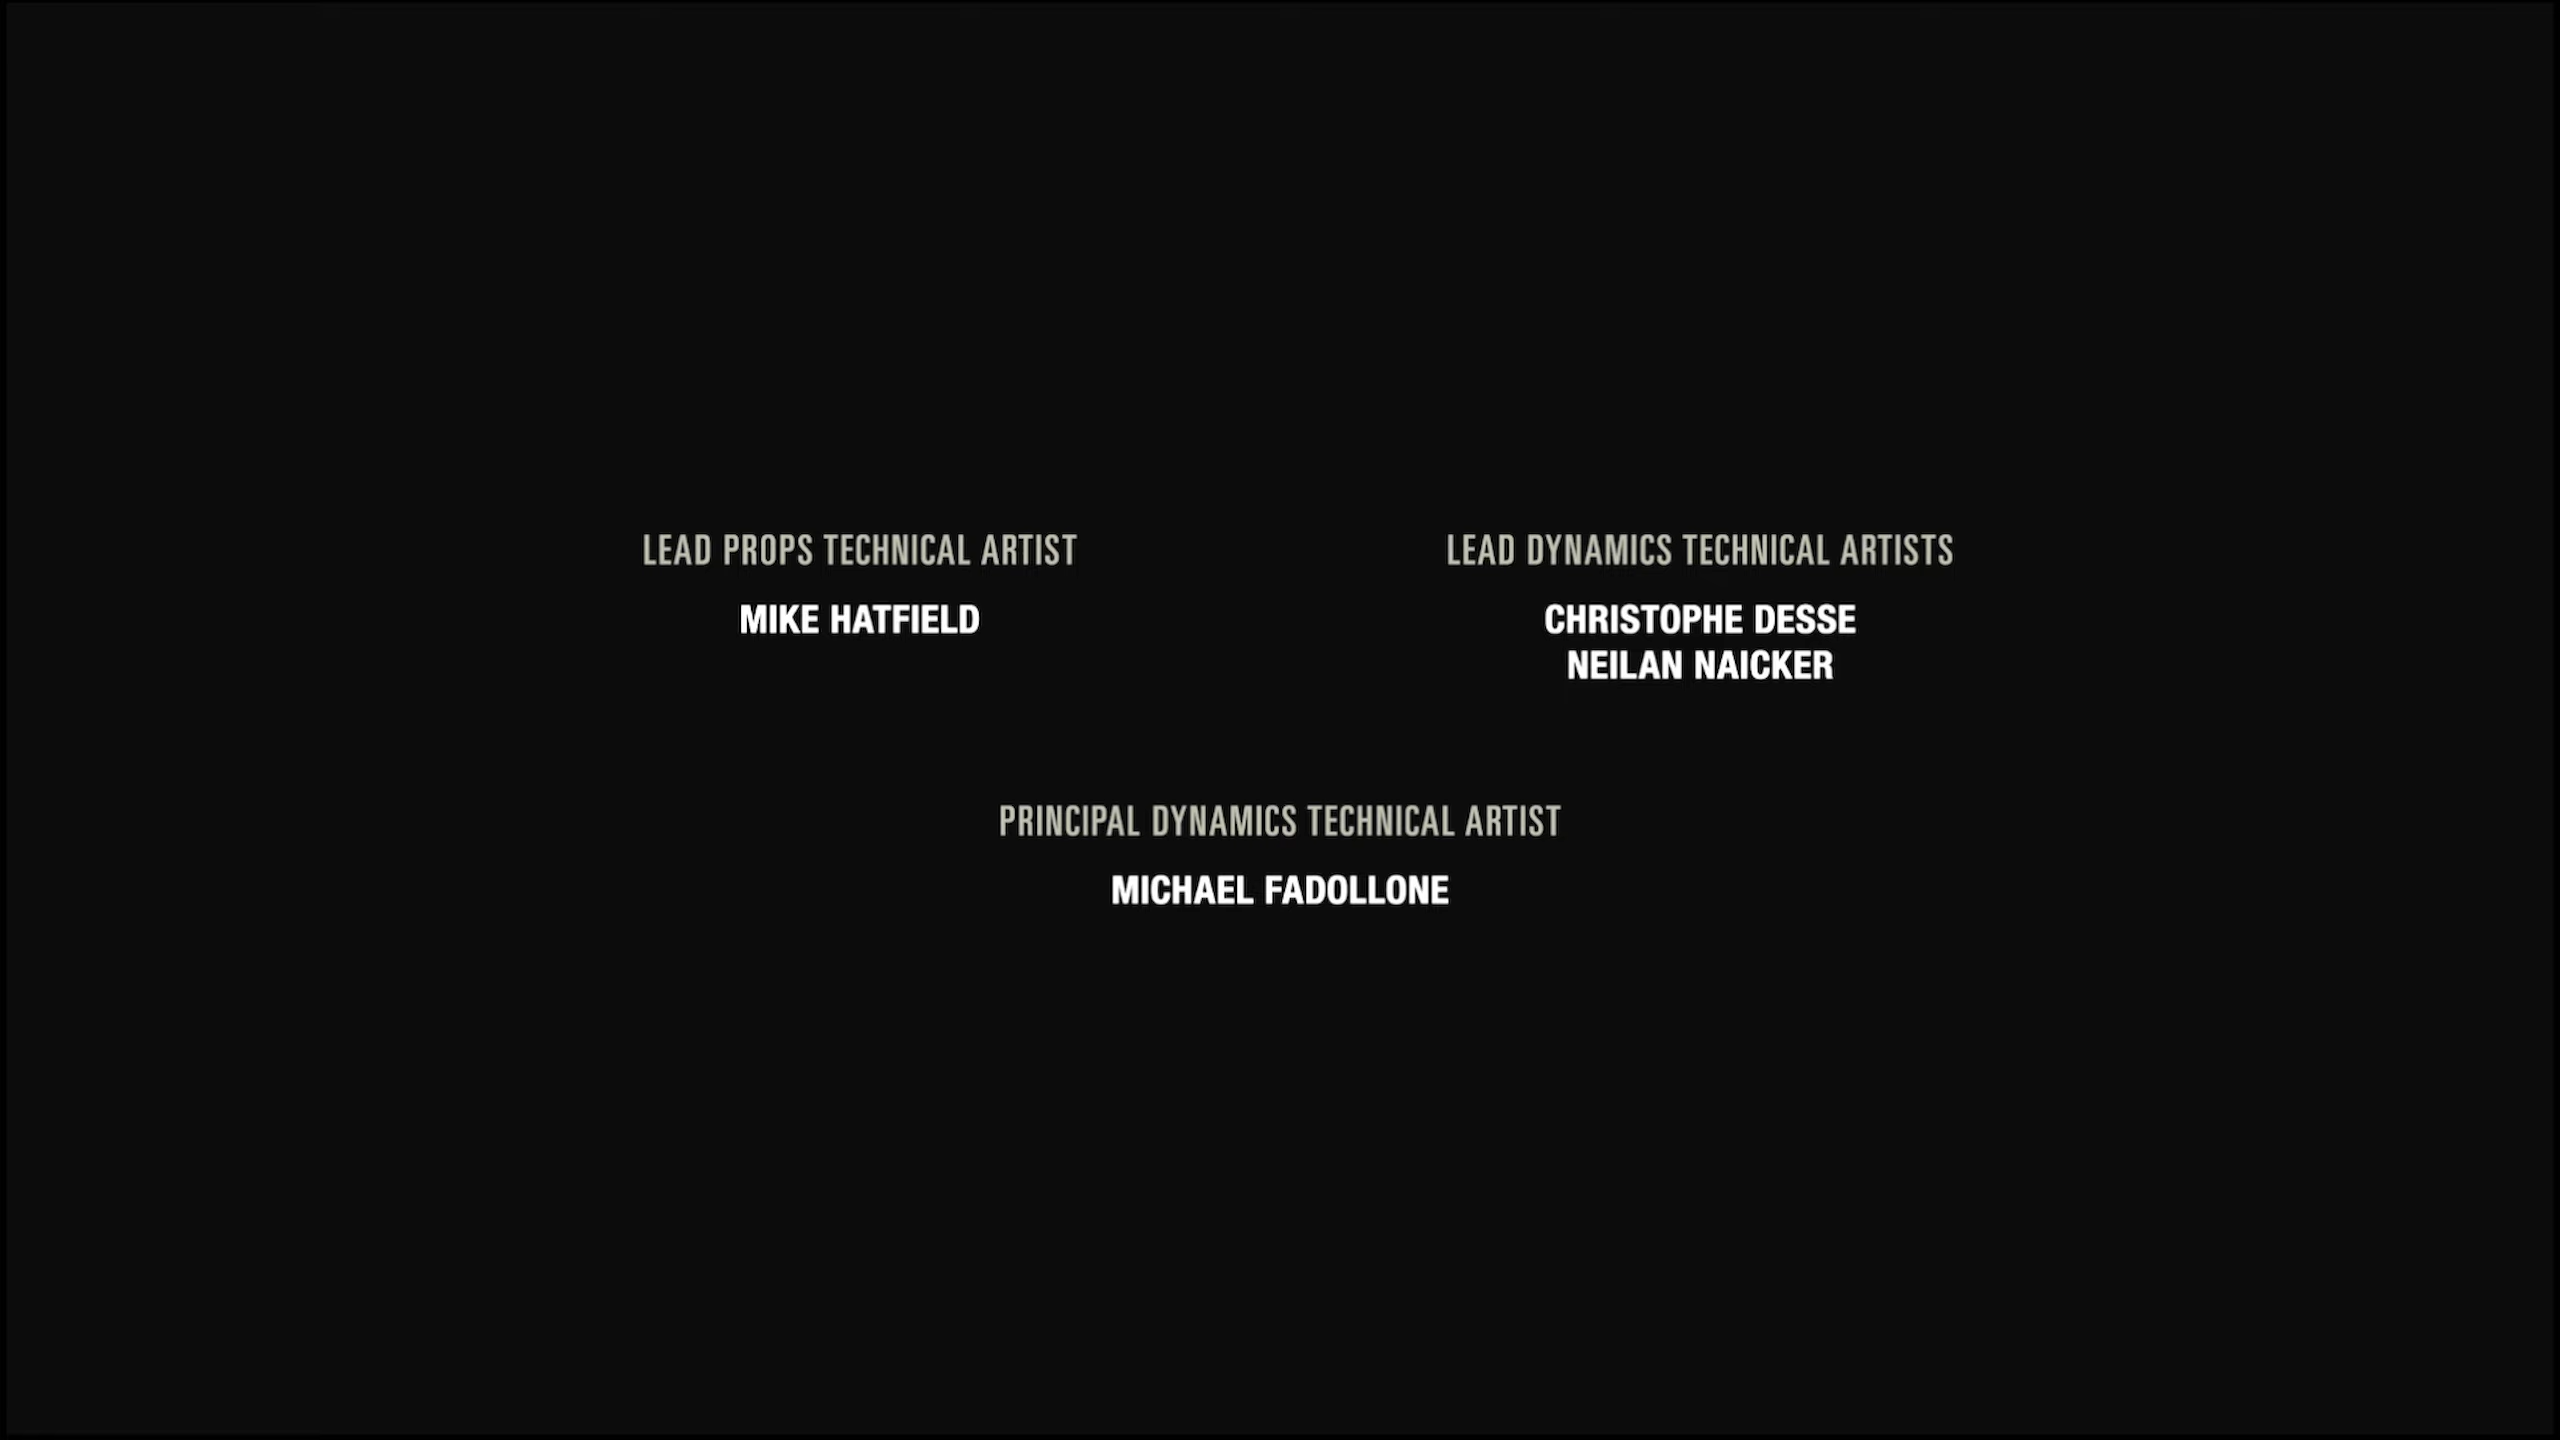 LEAD PROPS TECHNICAL ARTIST
MIKE HATFIELD
LEAD DYNAMICS TECHNICAL ARTISTS
CHRISTOPHE DESSE
NEILAN NAICKER
PRINCIPAL DYNAMICS TECHNICAL ARTIST
MICHAEL FADOLLONE